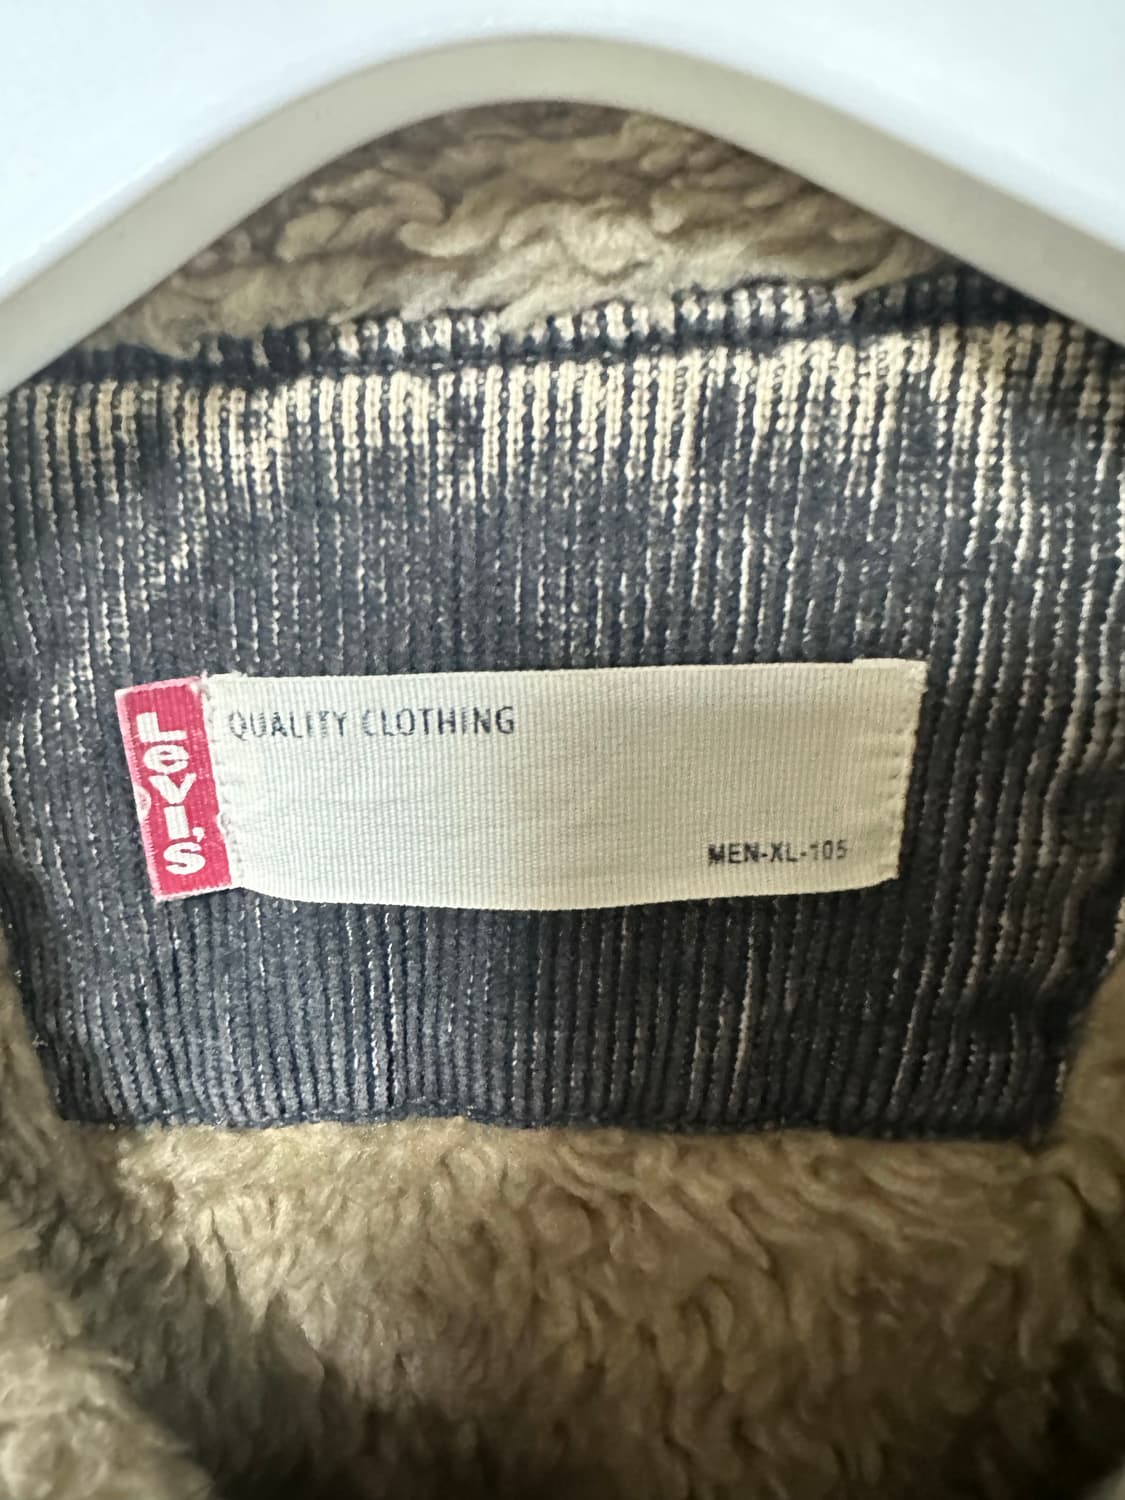 Levi's
QUALITY CLOTHING
MEN-XL-105